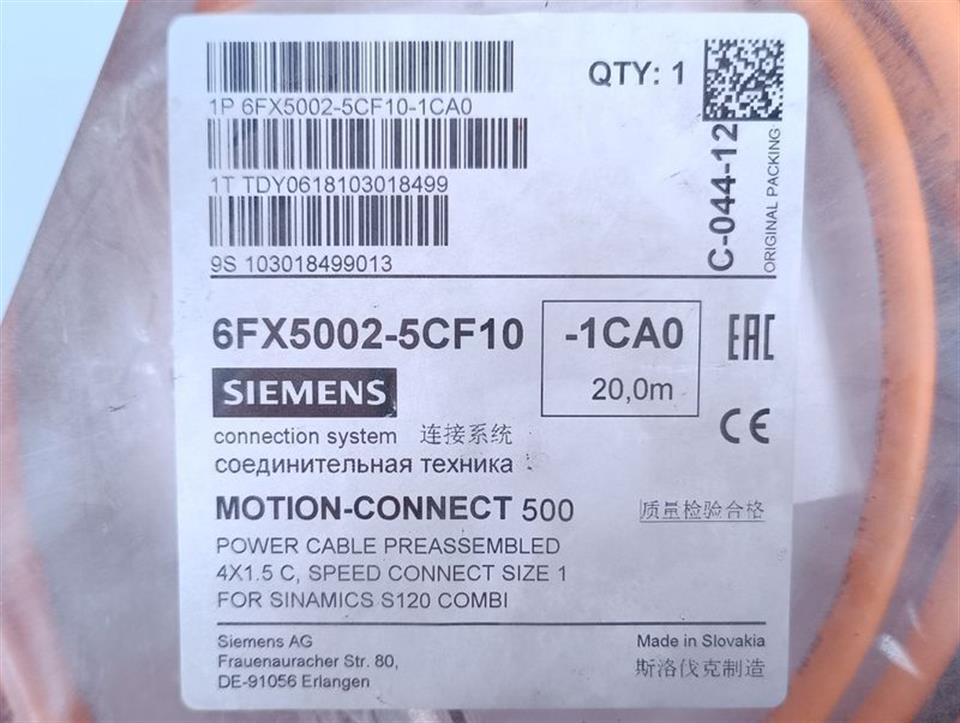 QTY: 1
1P 6FX5002-5CF10-1CA0
1T TDY0618103018499
9S 103018499013
C-044-12
ORIGINAL PACKING
6FX5002-5CF10 -1CA0
20,0m
EAC
SIEMENS
CE
connection system 连接系统
соединительная техника
MOTION-CONNECT 500
质量检验合格
POWER CABLE PREASSEMBLED
4X1.5 C, SPEED CONNECT SIZE 1
FOR SINAMICS S120 COMBI
Siemens AG
Frauenauracher Str. 80,
DE-91056 Erlangen
Made in Slovakia
斯洛伐克制造